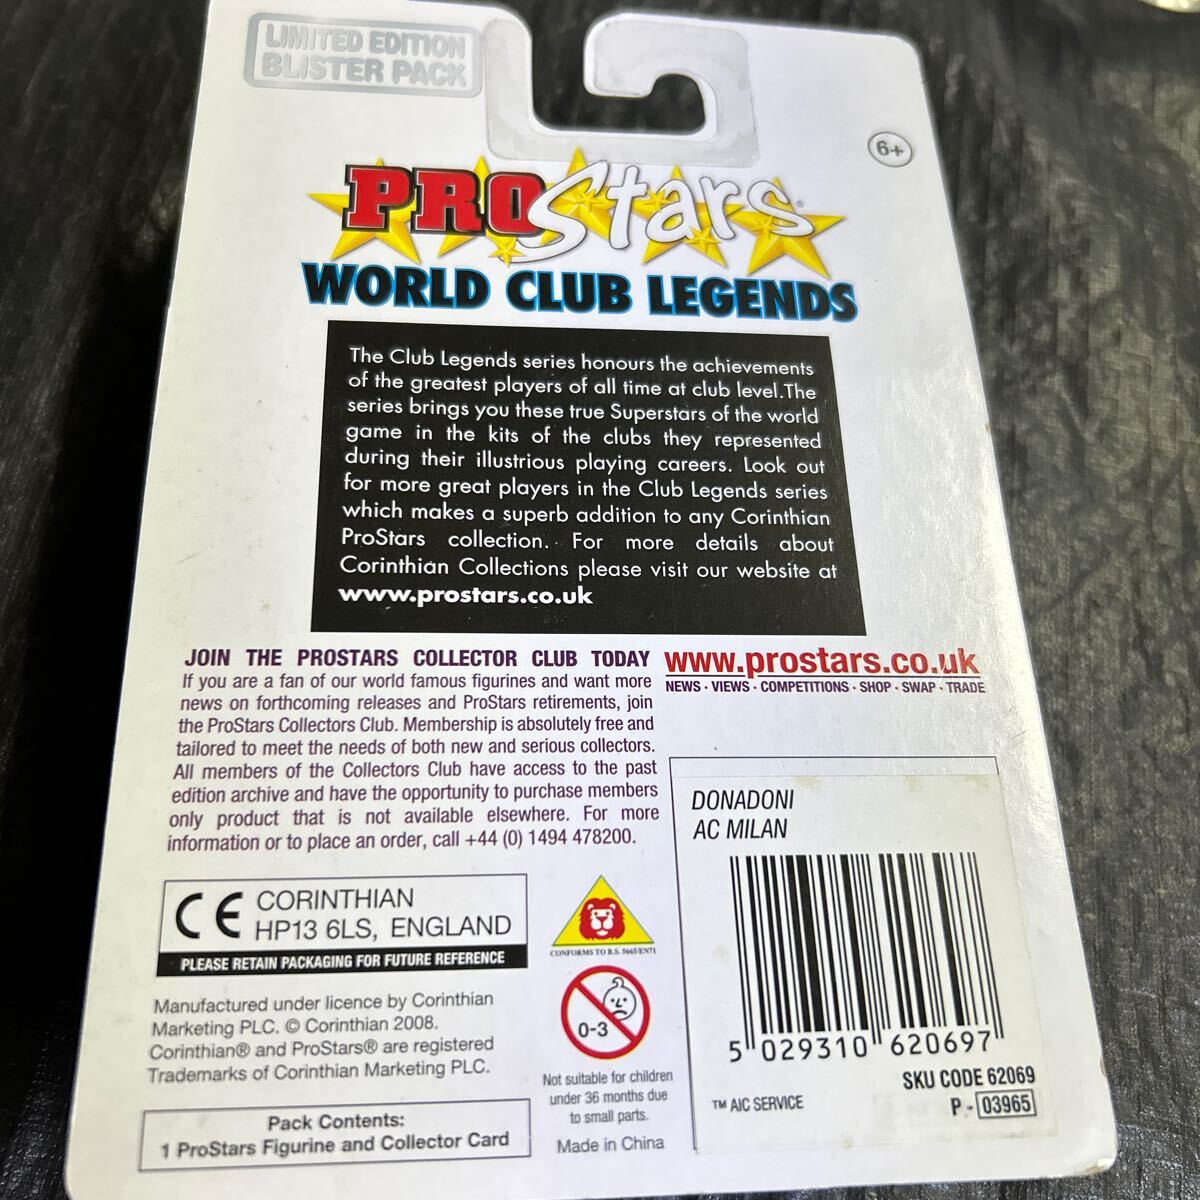 LIMITED EDITION
BLISTER PACK
6+
PROStars®
WORLD CLUB LEGENDS
The Club Legends series honours the achievements
of the greatest players of all time at club level.The
series brings you these true Superstars of the world
game in the kits of the clubs they represented
during their illustrious playing careers. Look out
for more great players in the Club Legends series
which makes a superb addition to any Corinthian
ProStars collection. For more details about
Corinthian Collections please visit our website at
www.prostars.co.uk
JOIN THE PROSTARS COLLECTOR CLUB TODAY
If you are a fan of our world famous figurines and want more
news on forthcoming releases and ProStars retirements, join
the ProStars Collectors Club. Membership is absolutely free and
tailored to meet the needs of both new and serious collectors.
All members of the Collectors Club have access to the past
edition archive and have the opportunity to purchase members
only product that is not available elsewhere. For more
information or to place an order, call +44 (0) 1494 478200.
www.prostars.co.uk
NEWS · VIEWS · COMPETITIONS · SHOP · SWAP · TRADE
DONADONI
AC MILAN
5 029310 620697
SKU CODE 62069
P - 03965
™ AIC SERVICE
CE CORINTHIAN
HP13 6LS, ENGLAND
PLEASE RETAIN PACKAGING FOR FUTURE REFERENCE
Manufactured under licence by Corinthian
Marketing PLC. © Corinthian 2008.
Corinthian® and ProStars® are registered
Trademarks of Corinthian Marketing PLC.
Pack Contents:
1 ProStars Figurine and Collector Card
CONFORMS TO B.S. 5665/EN71
0-3
Not suitable for children
under 36 months due
to small parts.
Made in China